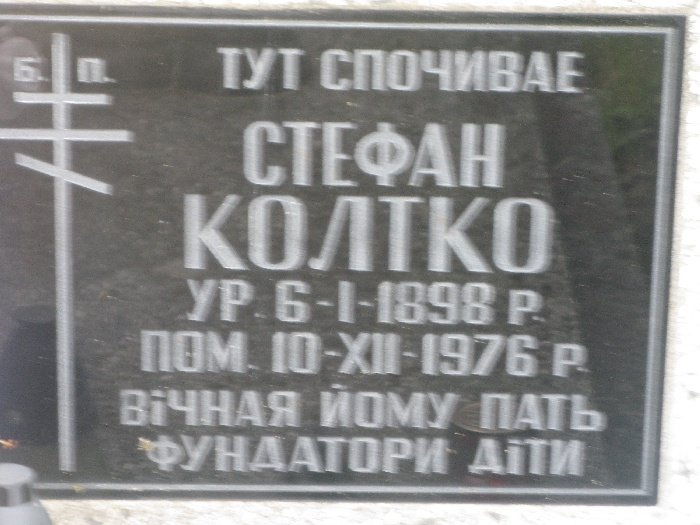 Б. П.
ТУТ СПОЧИВАЕ
СТЕФАН
КОЛТКО
УР. 6-I-1898 Р.
ПОМ. 10-XII-1976 Р.
ВіЧНАЯ ЙОМУ ПАТЬ
ФУНДАТОРИ ДіТИ